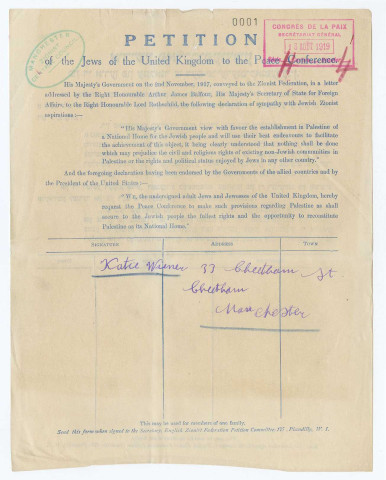 0001
MANCHESTER
CONGRÈS DE LA PAIX
SECRÉTARIAT GÉNÉRAL
AOUT 1919
PETITION
of the Jews of the United Kingdom to the Peace Conference.
His Majesty's Government on the 2nd November, 1917, conveyed to the Zionist Federation, in a letter
addressed by the Right Honourable Arthur James Balfour, His Majesty's Secretary of State for Foreign
Affairs, to the Right Honourable Lord Rothschild, the following declaration of sympathy with Jewish Zionist
aspirations :—
"His Majesty's Government view with favour the establishment in Palestine of
a National Home for the Jewish people and will use their best endeavours to facilitate
the achievement of this object, it being clearly understood that nothing shall be done
which may prejudice the civil and religious rights of existing non-Jewish communities in
Palestine or the rights and political status enjoyed by Jews in any other country."
And the foregoing declaration having been endorsed by the Governments of the allied countries and by
the President of the United States :—
"We, the undersigned adult Jews and Jewesses of the United Kingdom, hereby
request the Peace Conference to make such provisions regarding Palestine as shall
secure to the Jewish people the fullest rights and the opportunity to reconstitute
Palestine as its National Home."
SIGNATURE ADDRESS TOWN
Katie Wiener 33 Cheetham St
Cheetham
Manchester
This may be used for members of one family.
Send this form when signed to the Secretary, English Zionist Federation Petition Committee, Piccadilly, W. 1.